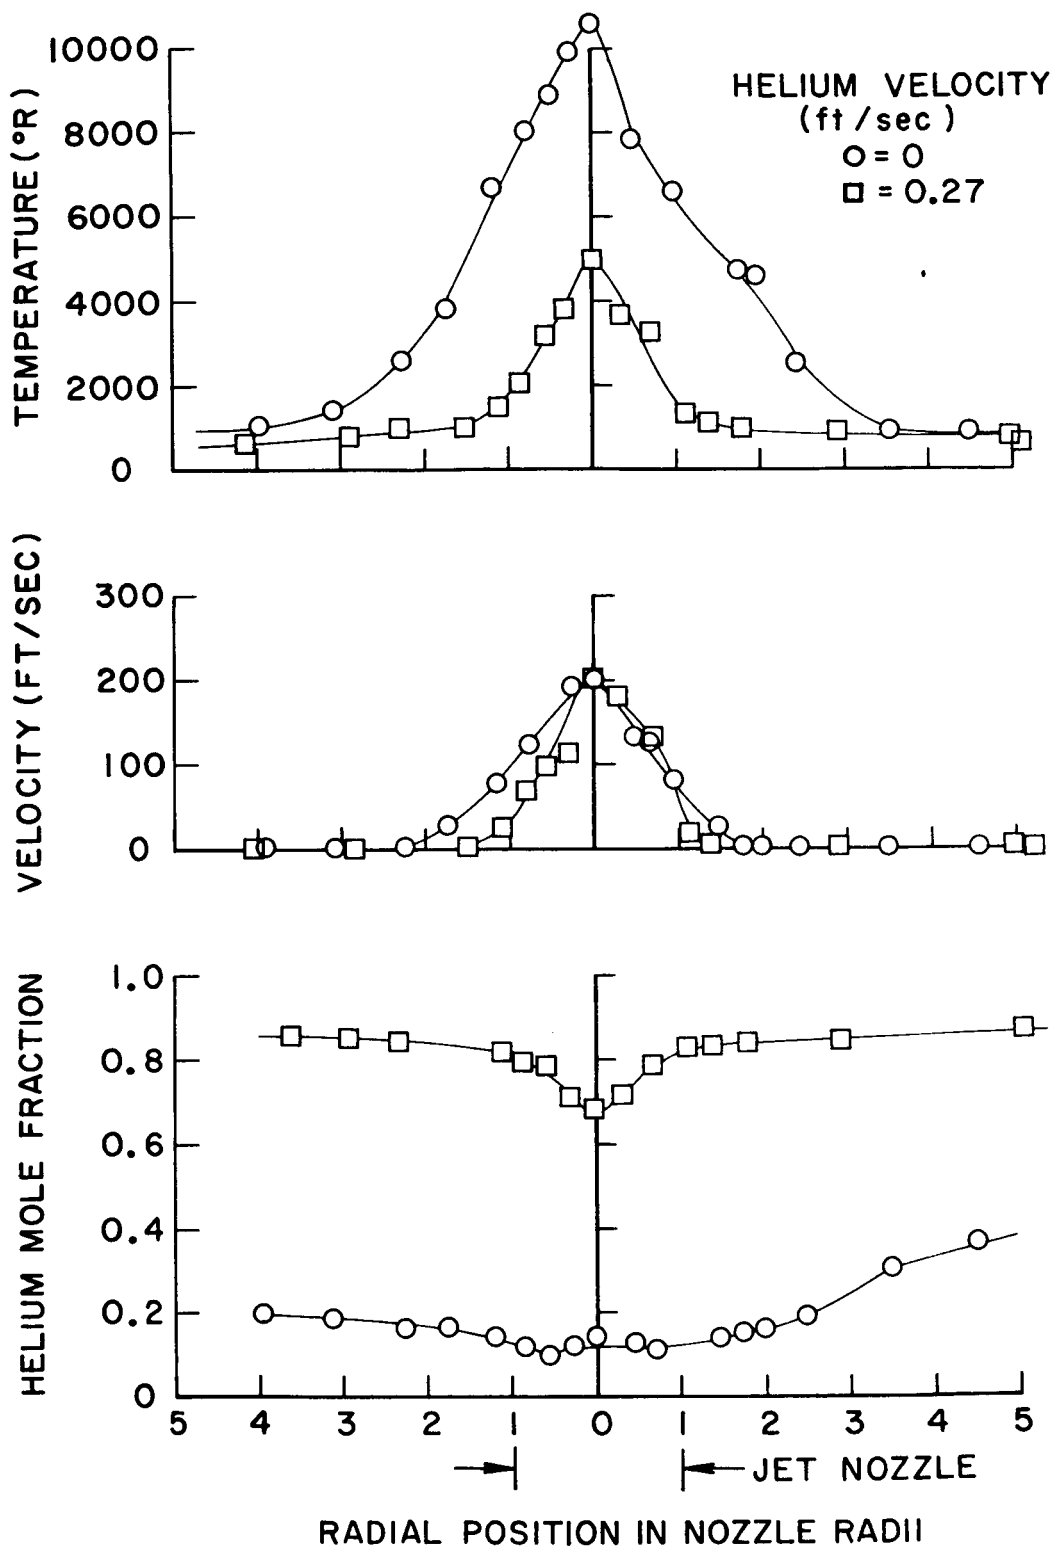 TEMPERATURE (°R)
10000
8000
6000
4000
2000
0
HELIUM VELOCITY
(ft/sec)
○ = 0
□ = 0.27
VELOCITY (FT/SEC)
300
200
100
0
HELIUM MOLE FRACTION
1.0
0.8
0.6
0.4
0.2
0
5 4 3 2 1 0 1 2 3 4 5
JET NOZZLE
RADIAL POSITION IN NOZZLE RADII